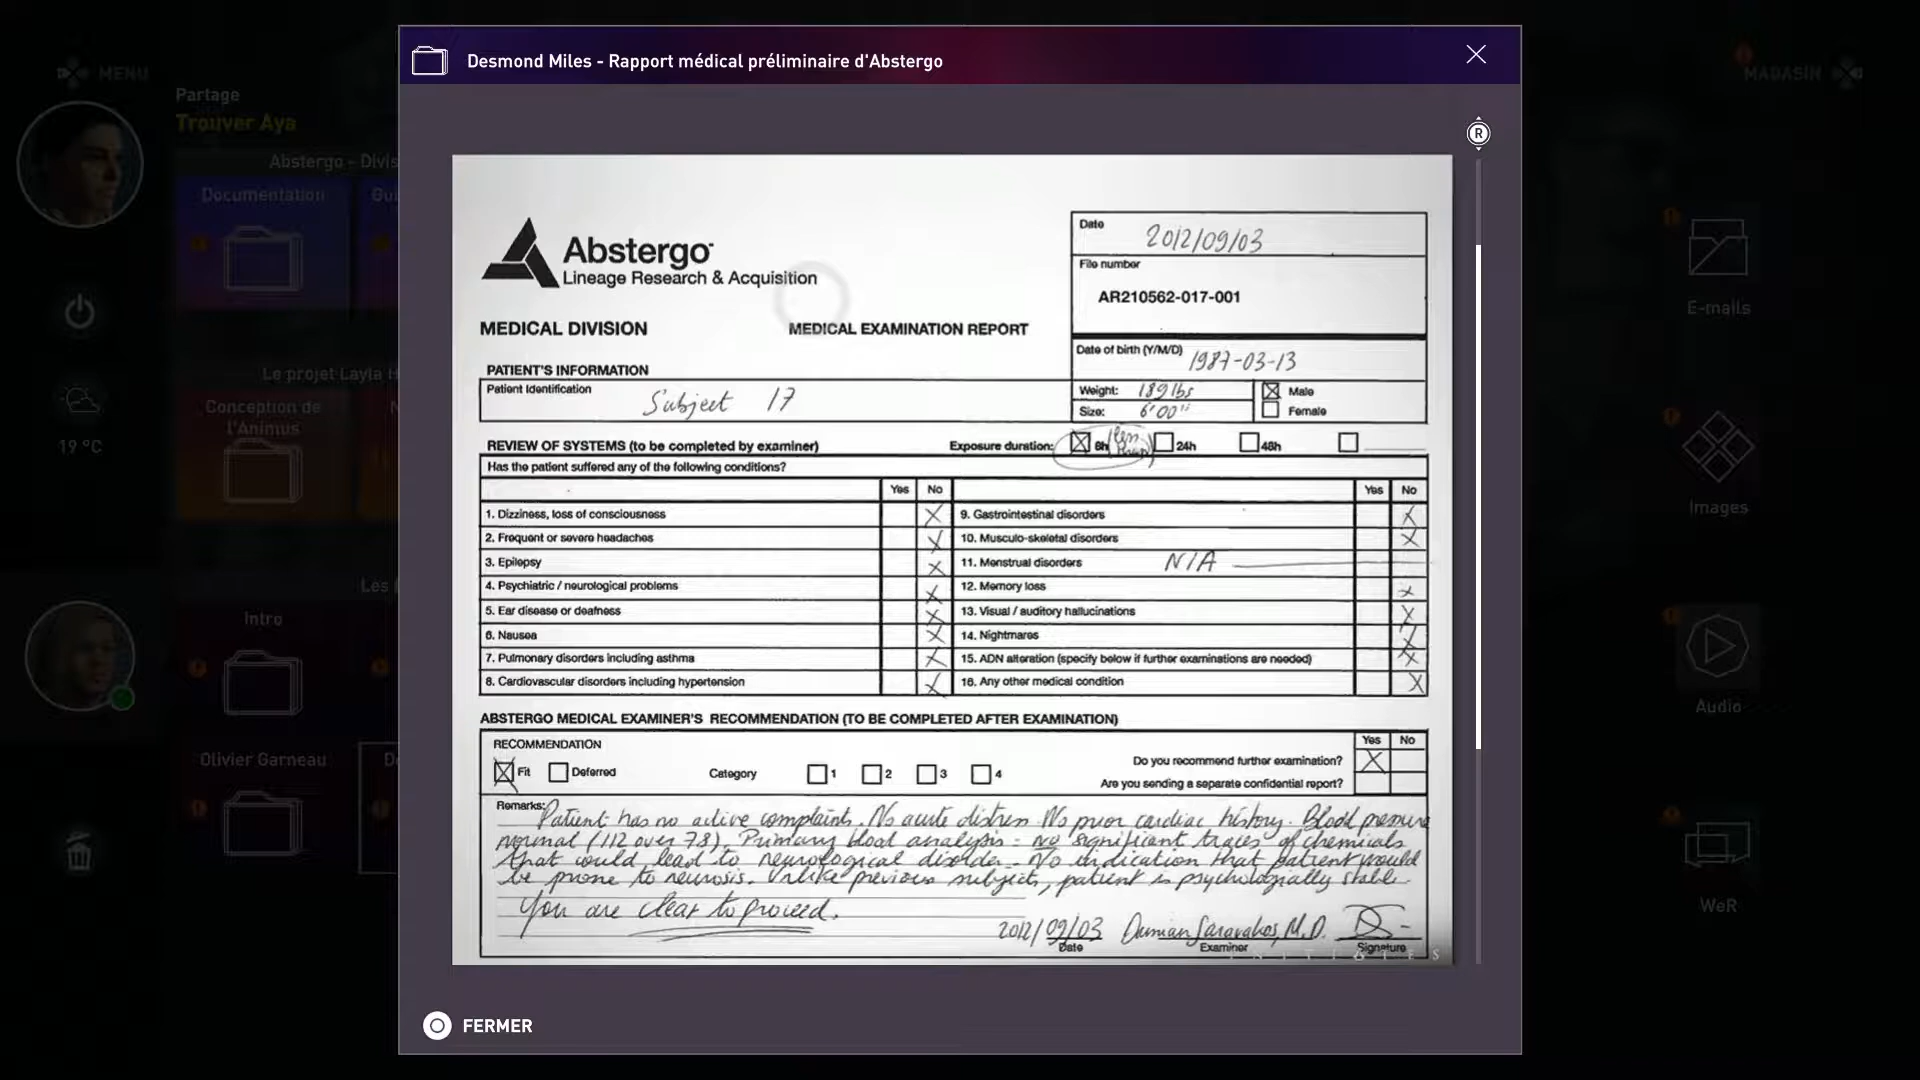 Desmond Miles - Rapport médical préliminaire d'Abstergo
MENU
MAGASIN
Partage
Trouver Aya
Abstergo - Divis
Documentation
Gui
Le projet Layla H
Conception de
l'Animus
19 °C
Les
Intro
Olivier Garneau
E-mails
Images
Audio
WeR
R
Abstergo
Lineage Research & Acquisition
MEDICAL DIVISION
MEDICAL EXAMINATION REPORT
Date 2012/09/03
File number
AR210562-017-001
Date of birth (Y/M/D) 1987-03-13
PATIENT'S INFORMATION
Patient Identification Subject 17
Weight: 189 lbs
Size: 6'00"
Male
Female
REVIEW OF SYSTEMS (to be completed by examiner)
Exposure duration: 8h (less than) 24h 48h
Has the patient suffered any of the following conditions?
Yes No Yes No
1. Dizziness, loss of consciousness X 9. Gastrointestinal disorders X
2. Frequent or severe headaches X 10. Musculo-skeletal disorders X
3. Epilepsy X 11. Menstrual disorders N/A
4. Psychiatric / neurological problems X 12. Memory loss X
5. Ear disease or deafness X 13. Visual / auditory hallucinations X
6. Nausea X 14. Nightmares X
7. Pulmonary disorders including asthma X 15. ADN alteration (specify below if further examinations are needed) X
8. Cardiovascular disorders including hypertension X 16. Any other medical condition X
ABSTERGO MEDICAL EXAMINER'S RECOMMENDATION (TO BE COMPLETED AFTER EXAMINATION)
RECOMMENDATION
Yes No
Fit Deferred Category 1 2 3 4
Do you recommend further examination? X
Are you sending a separate confidential report?
Remarks: Patient has no active complaints. No acute distress. No prior cardiac history. Blood pressure
normal (112 over 78). Primary blood analysis: no significant traces of chemicals
that could lead to neurological disorder. No indication that patient would
be prone to neurosis. Unlike previous subjects, patient is psychologially stable.
You are clear to proceed.
2012/09/03 Damian Saravakos, M.D. DS
Date Examiner Signature
INITIATES
FERMER